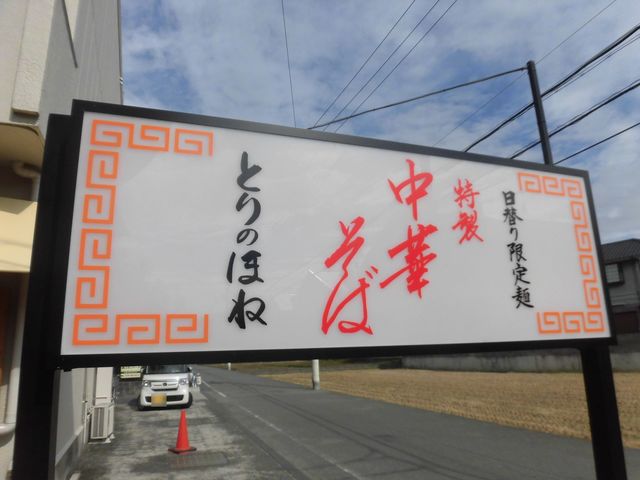 日替り限定麺
特製
中華
そば
とりのほね